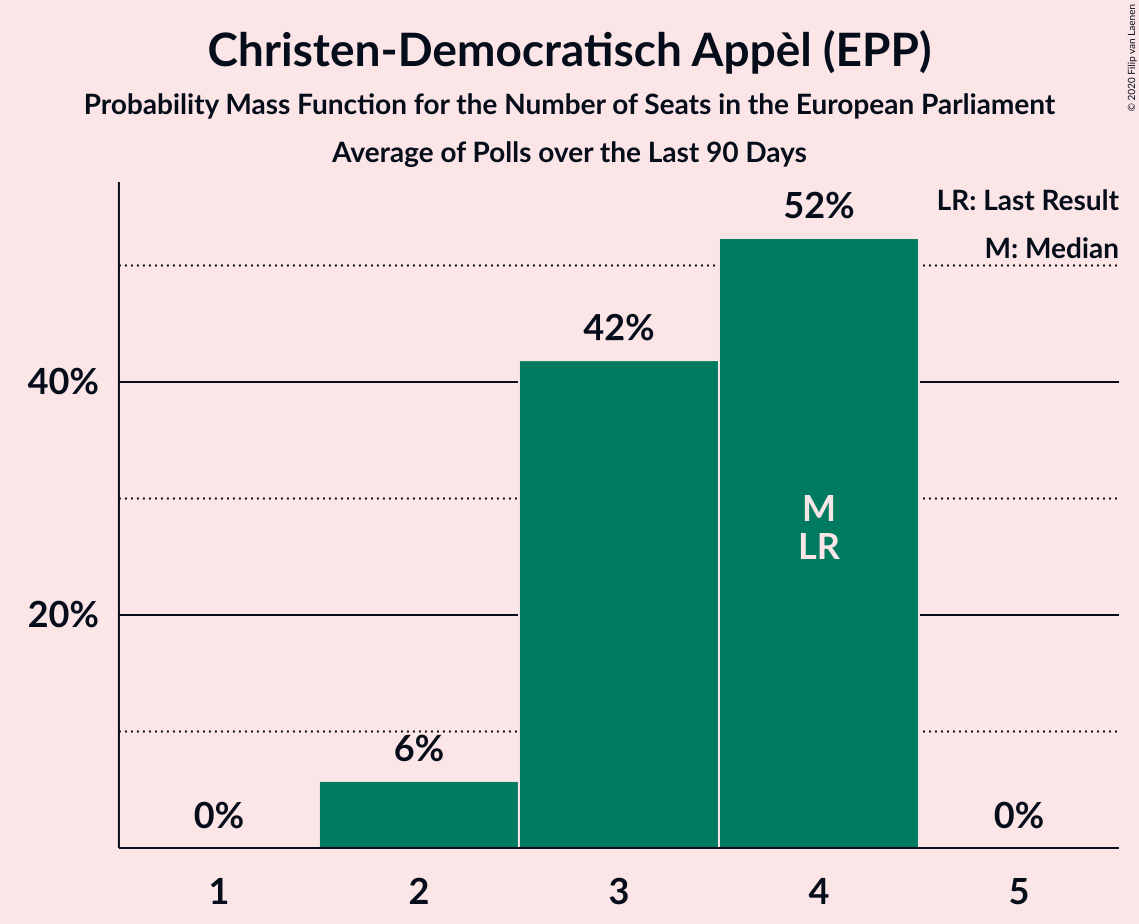 Christen-Democratisch Appèl (EPP)
Probability Mass Function for the Number of Seats in the European Parliament
Average of Polls over the Last 90 Days
© 2020 Filip van Laenen
LR: Last Result
M: Median
52%
42%
40%
M
LR
20%
6%
0%
0%
1 2 3 4 5